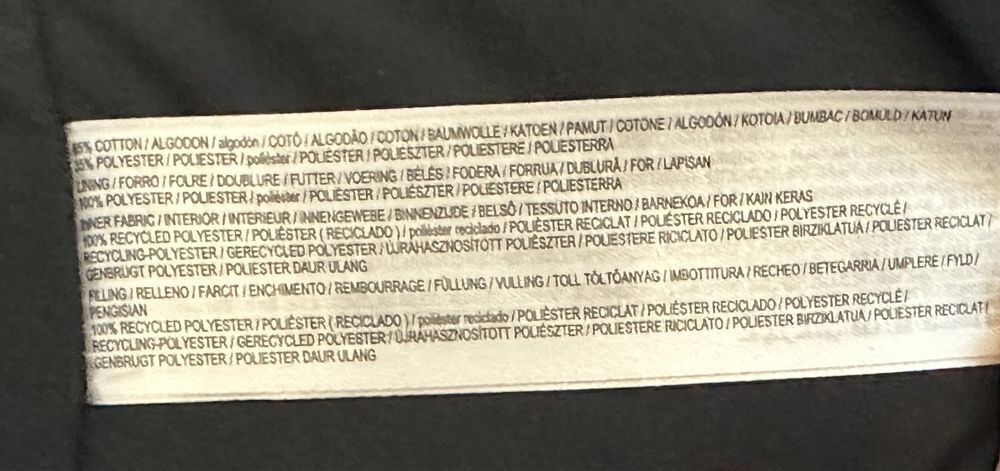 65% COTTON / ALGODON / algodón / COTÓ / ALGODÃO / COTON / BAUMWOLLE / KATOEN / PAMUT / COTONE / ALGODÓN / KOTOIA / BUMBAC / BOMULD / KATUN
35% POLYESTER / POLIESTER / poliéster / POLIÈSTER / POLIÉSZTER / POLIESTERE / POLIESTERRA
LINING / FORRO / FOLRE / DOUBLURE / FUTTER / VOERING / BÉLÉS / FODERA / FORRUA / DUBLURĂ / FOR / LAPISAN
100% POLYESTER / POLIESTER / poliéster / POLIÈSTER / POLIÉSZTER / POLIESTERE / POLIESTERRA
INNER FABRIC / INTERIOR / INTERIEUR / INNENGEWEBE / BINNENZIJDE / BELSŐ / TESSUTO INTERNO / BARNEKOA / FOR / KAIN KERAS
100% RECYCLED POLYESTER / POLIÉSTER ( RECICLADO ) / poliéster reciclado / POLIÈSTER RECICLAT / POLIÉSTER RECICLADO / POLYESTER RECYCLÉ /
RECYCLING-POLYESTER / GERECYCLED POLYESTER / ÚJRAHASZNOSÍTOTT POLIÉSZTER / POLIESTERE RICICLATO / POLIESTER BIRZIKLATUA / POLIESTER RECICLAT /
GENBRUGT POLYESTER / POLIESTER DAUR ULANG
FILLING / RELLENO / FARCIT / ENCHIMENTO / REMBOURRAGE / FÜLLUNG / VULLING / TOLL TÖLTŐANYAG / IMBOTTITURA / RECHEO / BETEGARRIA / UMPLERE / FYLD /
PENGISIAN
100% RECYCLED POLYESTER / POLIÉSTER ( RECICLADO ) / poliéster reciclado / POLIÈSTER RECICLAT / POLIÉSTER RECICLADO / POLYESTER RECYCLÉ /
RECYCLING-POLYESTER / GERECYCLED POLYESTER / ÚJRAHASZNOSÍTOTT POLIÉSZTER / POLIESTERE RICICLATO / POLIESTER BIRZIKLATUA / POLIESTER RECICLAT /
GENBRUGT POLYESTER / POLIESTER DAUR ULANG